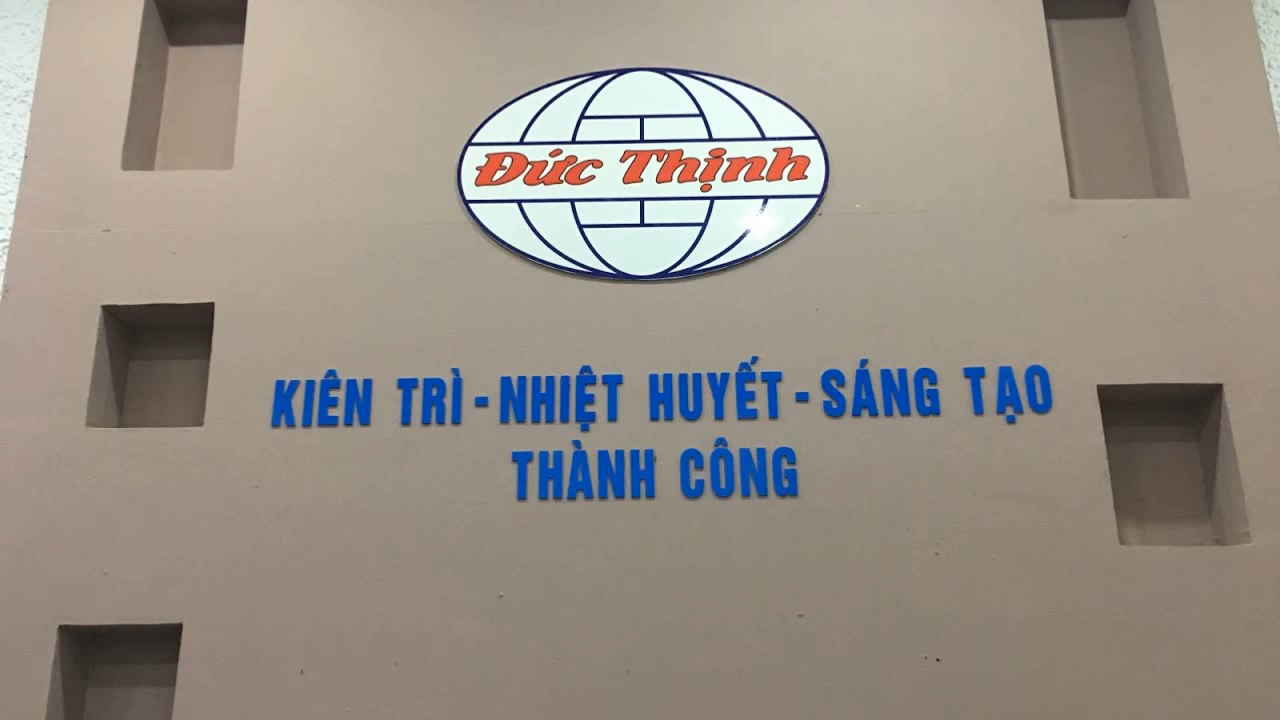 Đức Thịnh
KIÊN TRÌ - NHIỆT HUYẾT - SÁNG TẠO
THÀNH CÔNG